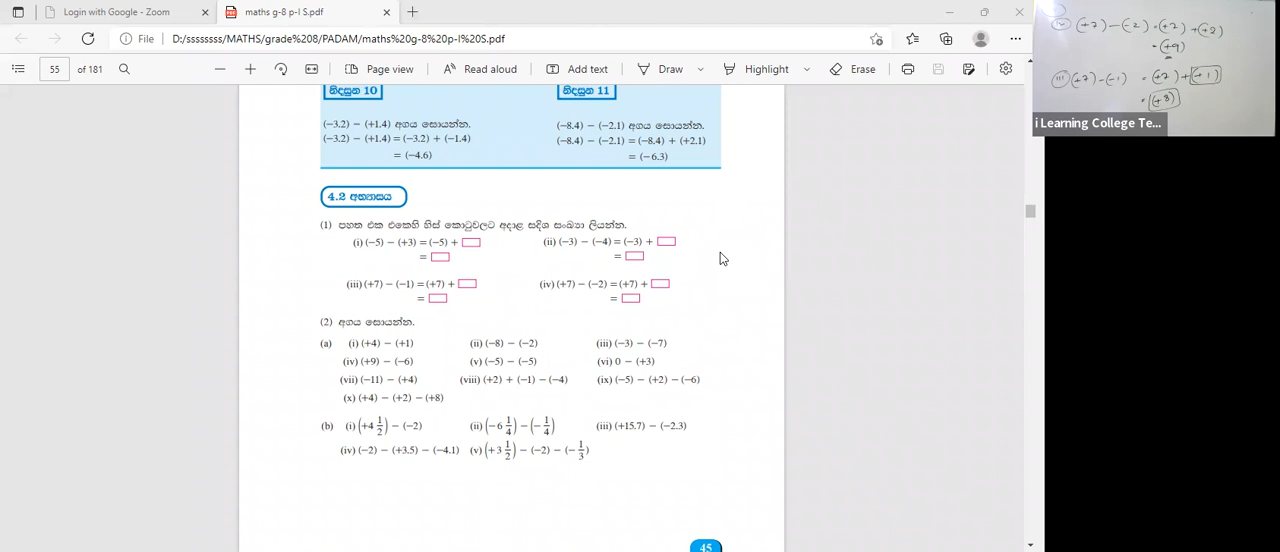 Login with Google - Zoom
maths g-8 p-I S.pdf
File D:/ssssssss/MATHS/grade%208/PADAM/maths%20g-8%20p-I%20S.pdf
55 of 181 Page view Read aloud Add text Draw Highlight Erase
නිදසුන 10
(−3.2) − (+1.4) අගය සොයන්න.
(−3.2) − (+1.4) = (−3.2) + (−1.4)
= (−4.6)
නිදසුන 11
(−8.4) − (−2.1) අගය සොයන්න.
(−8.4) − (−2.1) = (−8.4) + (+2.1)
= (−6.3)
4.2 අභ්‍යාසය
(1) පහත එක එකෙහි හිස් කොටුවලට අදාළ සදිශ සංඛ්‍යා ලියන්න.
(i) (−5) − (+3) = (−5) + (ii) (−3) − (−4) = (−3) +
= =
(iii) (+7) − (−1) = (+7) + (iv) (+7) − (−2) = (+7) +
= =
(2) අගය සොයන්න.
(a) (i) (+4) − (+1) (ii) (−8) − (−2) (iii) (−3) − (−7)
(iv) (+9) − (−6) (v) (−5) − (−5) (vi) 0 − (+3)
(vii) (−11) − (+4) (viii) (+2) + (−1) − (−4) (ix) (−5) − (+2) − (−6)
(x) (+4) − (+2) − (+8)
(b) (i) (+4 1/2) − (−2) (ii) (−6 1/4) − (−1/4) (iii) (+15.7) − (−2.3)
(iv) (−2) − (+3.5) − (−4.1) (v) (+3 1/2) − (−2) − (−1/3)
45
(iv) (+7) − (−2) = (+7) + (+2)
= (+9)
(iii) (+7) − (−1) = (+7) + (+1)
= (+8)
i Learning College Te...